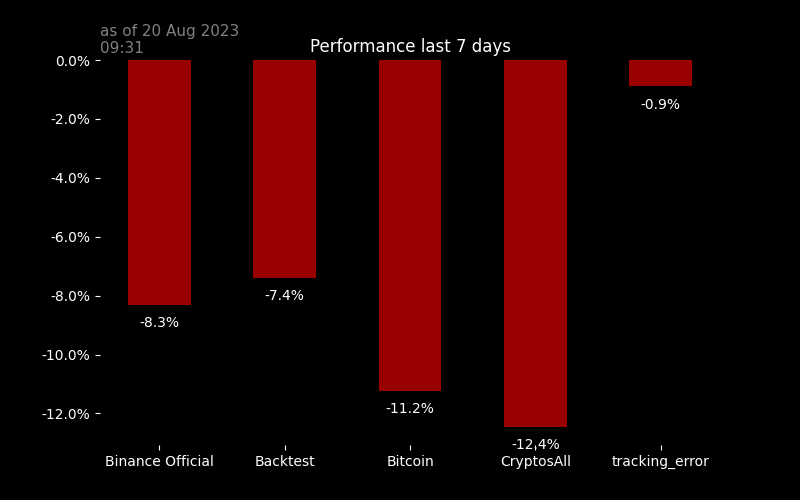 as of 20 Aug 2023
09:31
Performance last 7 days
0.0%
-2.0%
-4.0%
-6.0%
-8.0%
-10.0%
-12.0%
-8.3%
-7.4%
-11.2%
-12.4%
-0.9%
Binance Official
Backtest
Bitcoin
CryptosAll
tracking_error